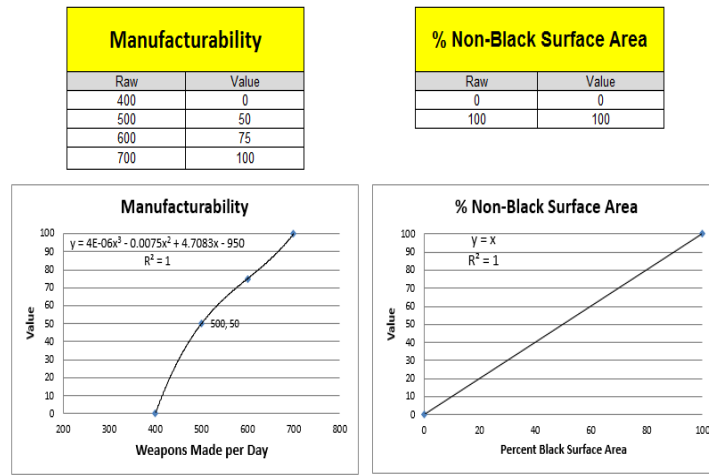 Manufacturability
Raw Value
400 0
500 50
600 75
700 100
% Non-Black Surface Area
Raw Value
0 0
100 100
Manufacturability
100
90
80
70
60
50
40
30
20
10
0
y = 4E-06x³ - 0.0075x² + 4.7083x - 950
R² = 1
500, 50
Value
200 300 400 500 600 700 800
Weapons Made per Day
% Non-Black Surface Area
100
90
80
70
60
50
40
30
20
10
0
y = x
R² = 1
Value
0 20 40 60 80 100
Percent Black Surface Area